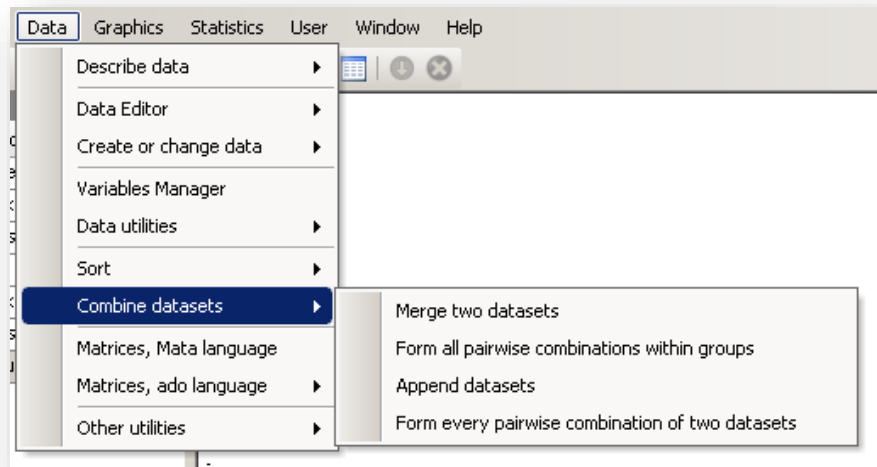 Data Graphics Statistics User Window Help
Describe data
Data Editor
Create or change data
Variables Manager
Data utilities
Sort
Combine datasets
Merge two datasets
Form all pairwise combinations within groups
Append datasets
Form every pairwise combination of two datasets
Matrices, Mata language
Matrices, ado language
Other utilities